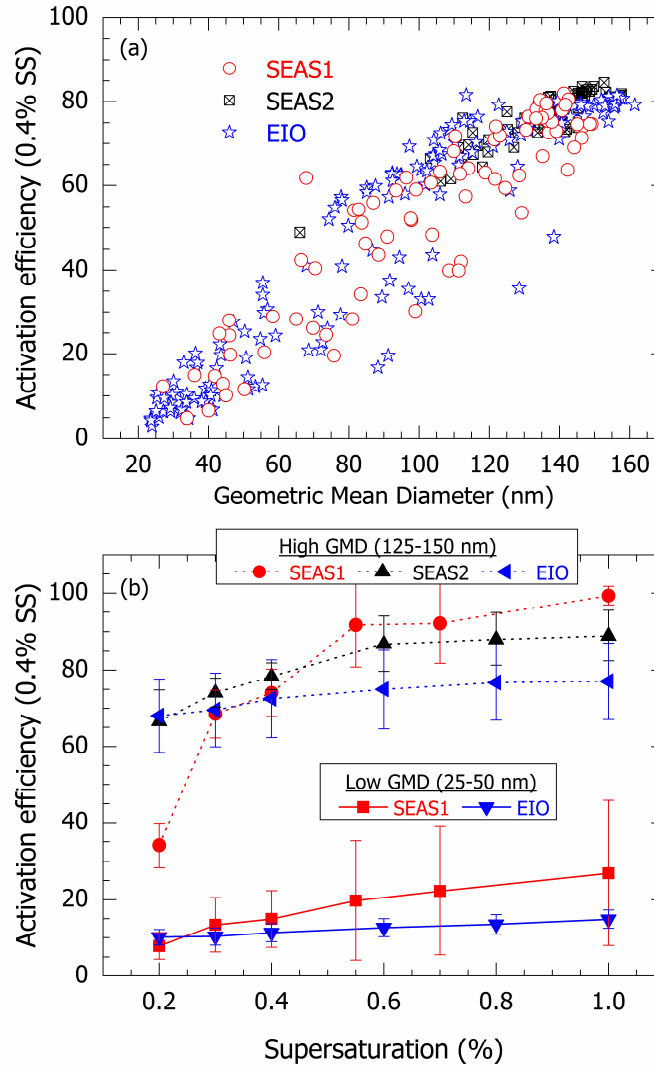 (a)
SEAS1
SEAS2
EIO
Activation efficiency (0.4% SS)
100
80
60
40
20
0
20 40 60 80 100 120 140 160
Geometric Mean Diameter (nm)
(b)
High GMD (125-150 nm)
SEAS1 SEAS2 EIO
Low GMD (25-50 nm)
SEAS1 EIO
Activation efficiency (0.4% SS)
100
80
60
40
20
0
0.2 0.4 0.6 0.8 1.0
Supersaturation (%)